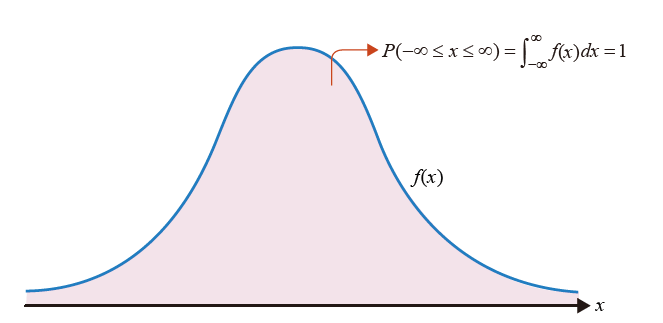 P(−∞ ≤ x ≤ ∞) = ∫_{−∞}^{∞} f(x)dx = 1
f(x)
x